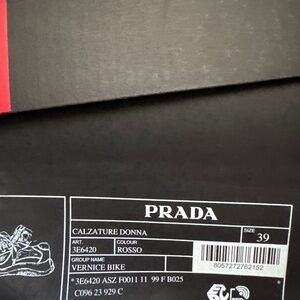 PRADA
CALZATURE DONNA
SIZE
39
ART.
COLOUR
3E6420
ROSSO
GROUP NAME
VERNICE BIKE
8057272762152
*3E6420 ASZ F0011 11 99 F B025
C096 23 929 C